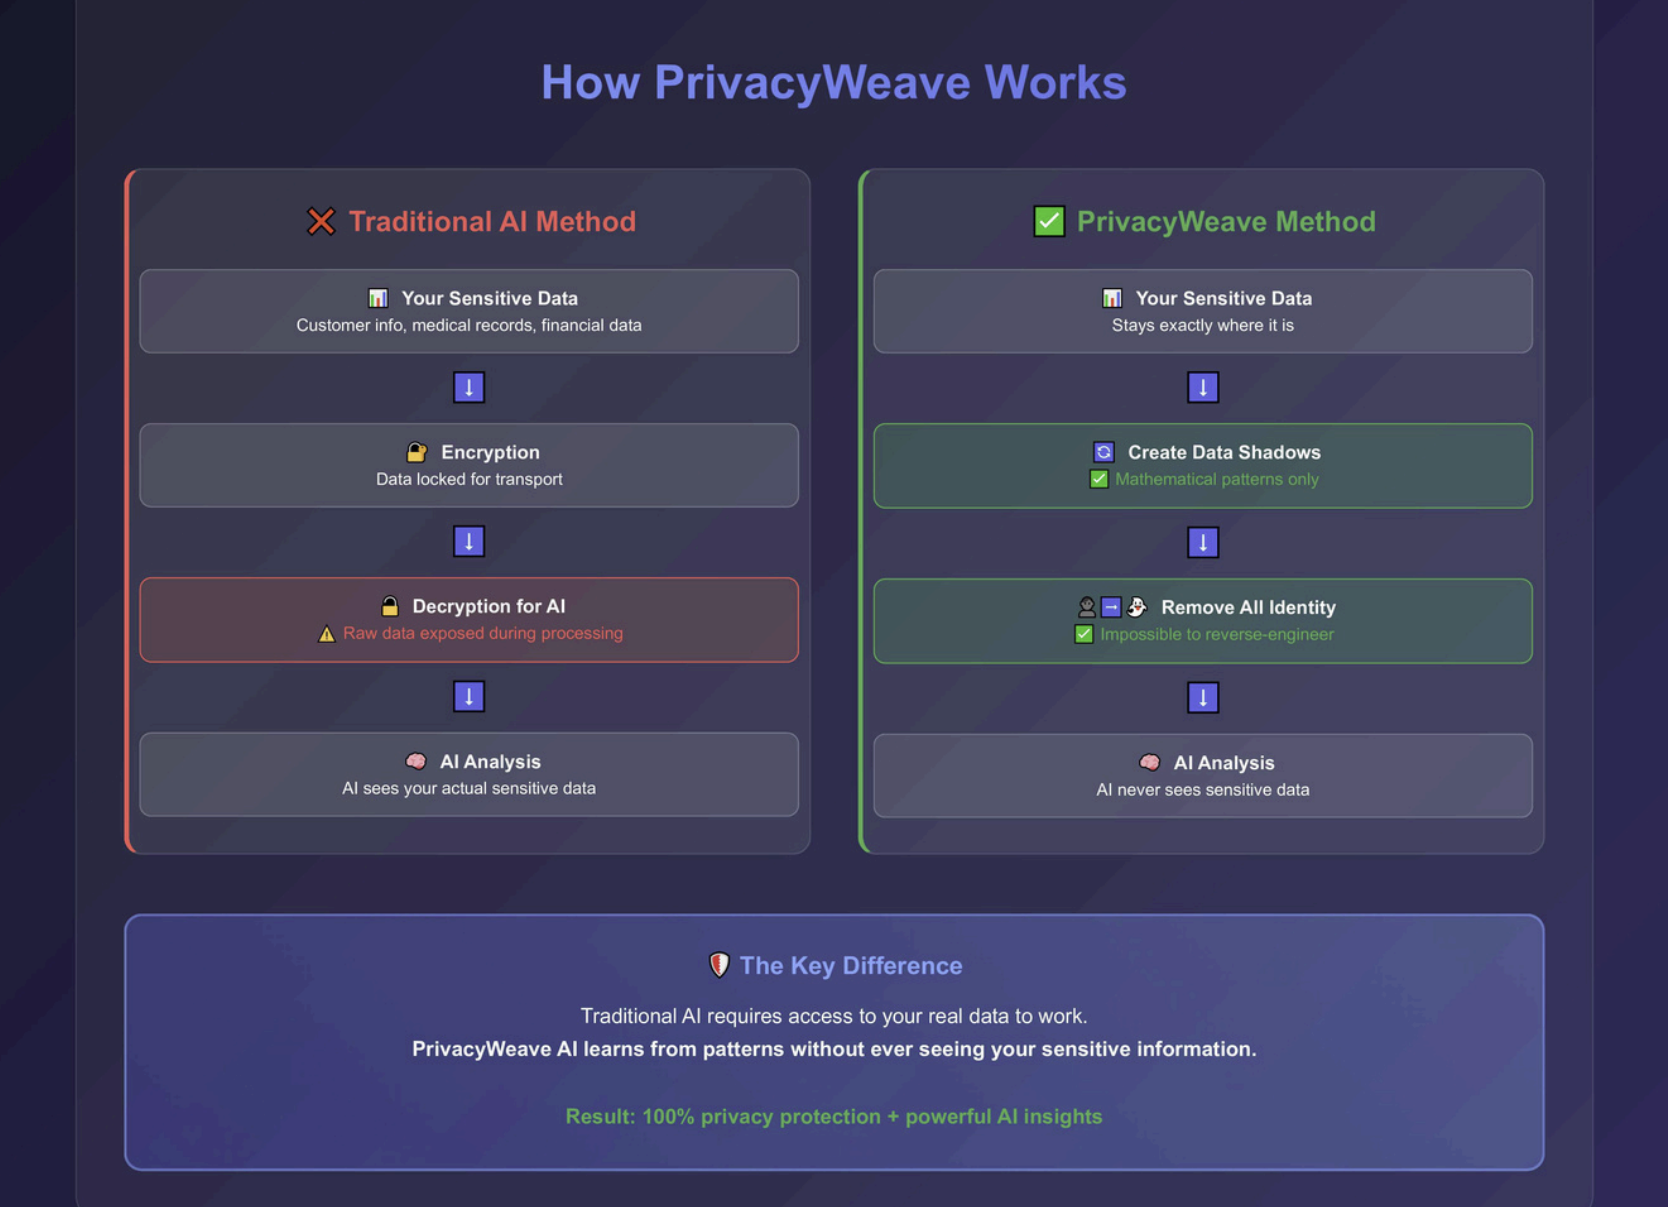 How PrivacyWeave Works
Traditional AI Method
Your Sensitive Data
Customer info, medical records, financial data
Encryption
Data locked for transport
Decryption for AI
Raw data exposed during processing
AI Analysis
AI sees your actual sensitive data
PrivacyWeave Method
Your Sensitive Data
Stays exactly where it is
Create Data Shadows
Mathematical patterns only
Remove All Identity
Impossible to reverse-engineer
AI Analysis
AI never sees sensitive data
The Key Difference
Traditional AI requires access to your real data to work.
PrivacyWeave AI learns from patterns without ever seeing your sensitive information.
Result: 100% privacy protection + powerful AI insights